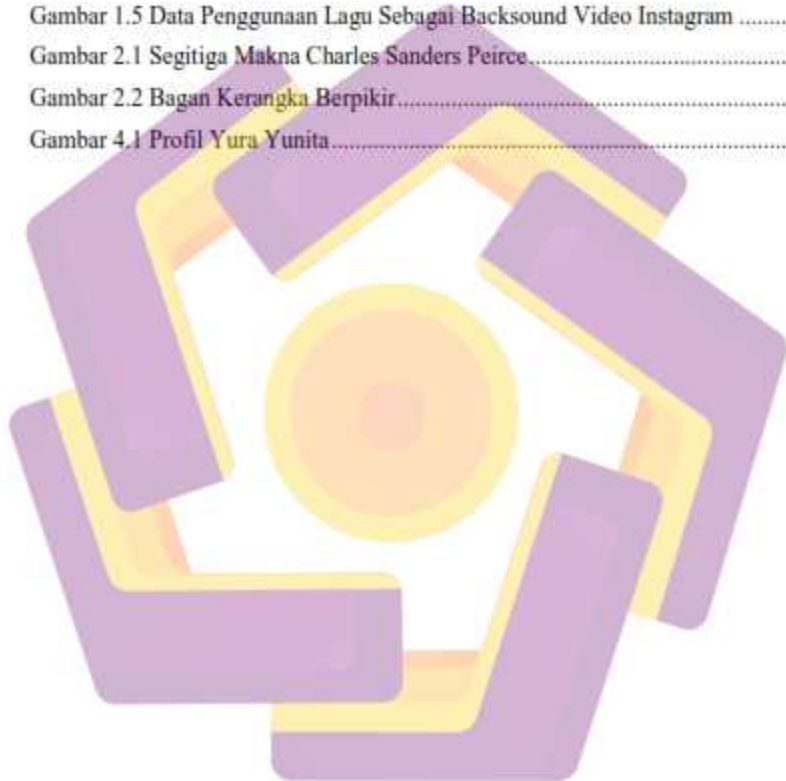 Gambar 1.5 Data Penggunaan Lagu Sebagai Backsound Video Instagram ........
Gambar 2.1 Segitiga Makna Charles Sanders Peirce..............................................
Gambar 2.2 Bagan Kerangka Berpikir.....................................................................
Gambar 4.1 Profil Yura Yunita................................................................................